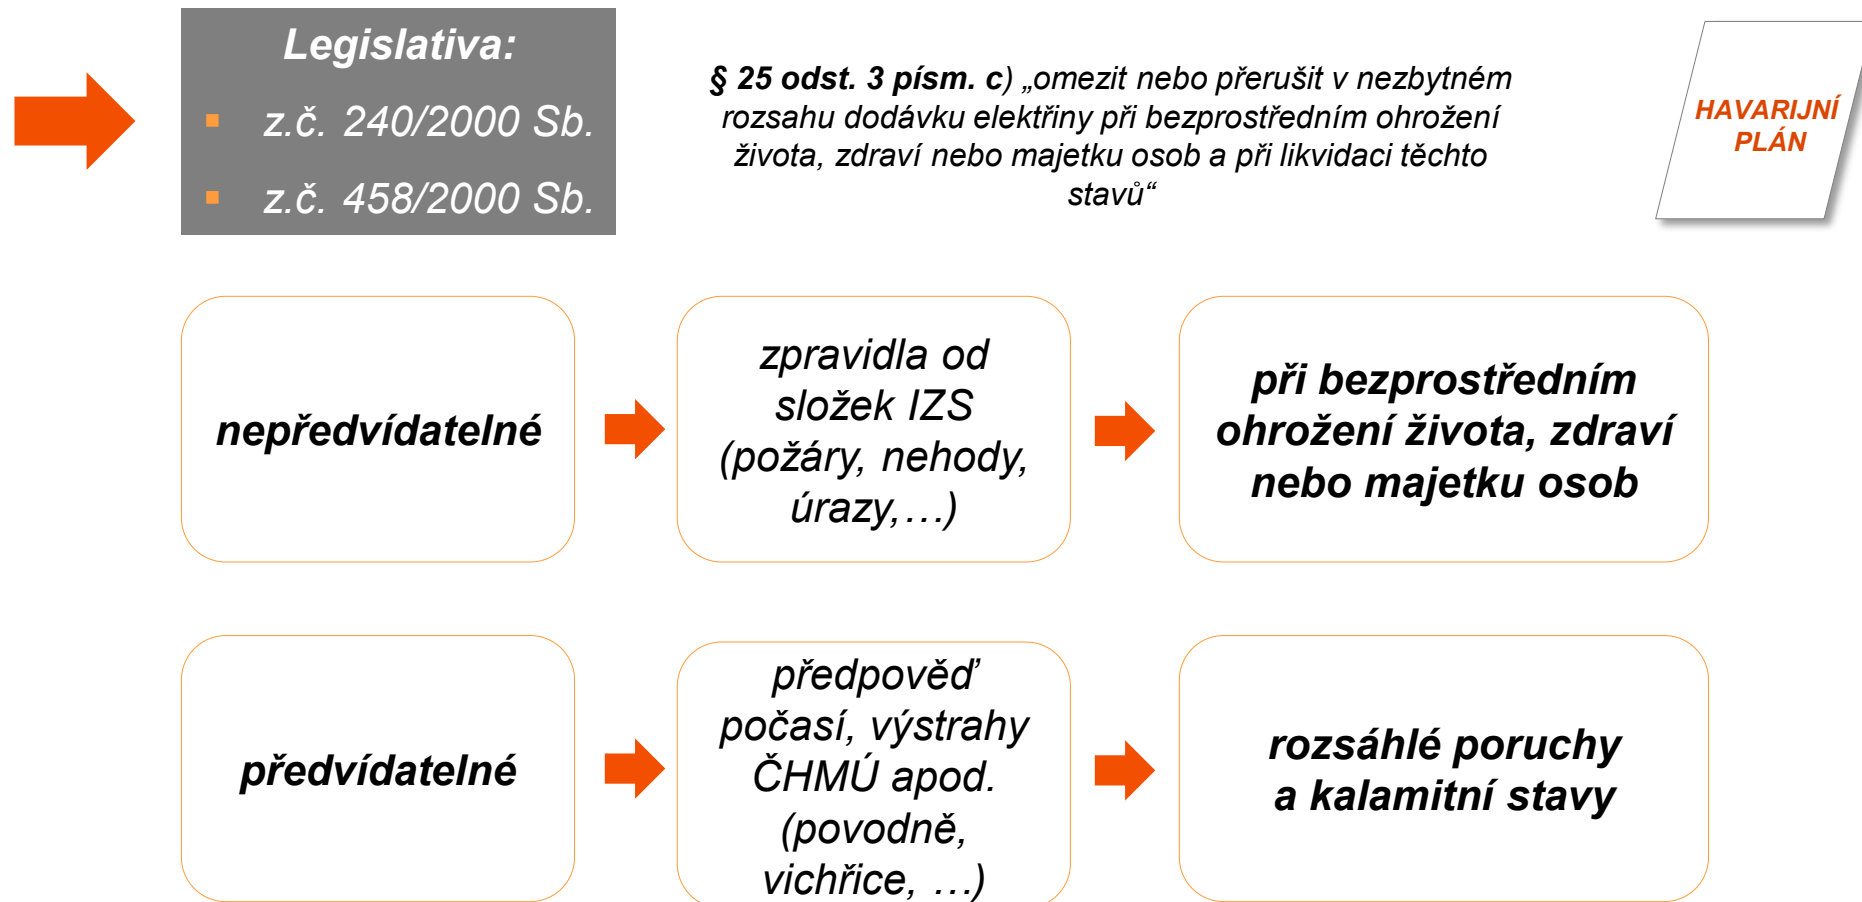 Legislativa:
▪ z.č. 240/2000 Sb.
▪ z.č. 458/2000 Sb.
§ 25 odst. 3 písm. c) „omezit nebo přerušit v nezbytném
rozsahu dodávku elektřiny při bezprostředním ohrožení
života, zdraví nebo majetku osob a při likvidaci těchto
stavů“
HAVARIJNÍ
PLÁN
nepředvídatelné
zpravidla od
složek IZS
(požáry, nehody,
úrazy,…)
při bezprostředním
ohrožení života, zdraví
nebo majetku osob
předvídatelné
předpověď
počasí, výstrahy
ČHMÚ apod.
(povodně,
vichřice, …)
rozsáhlé poruchy
a kalamitní stavy